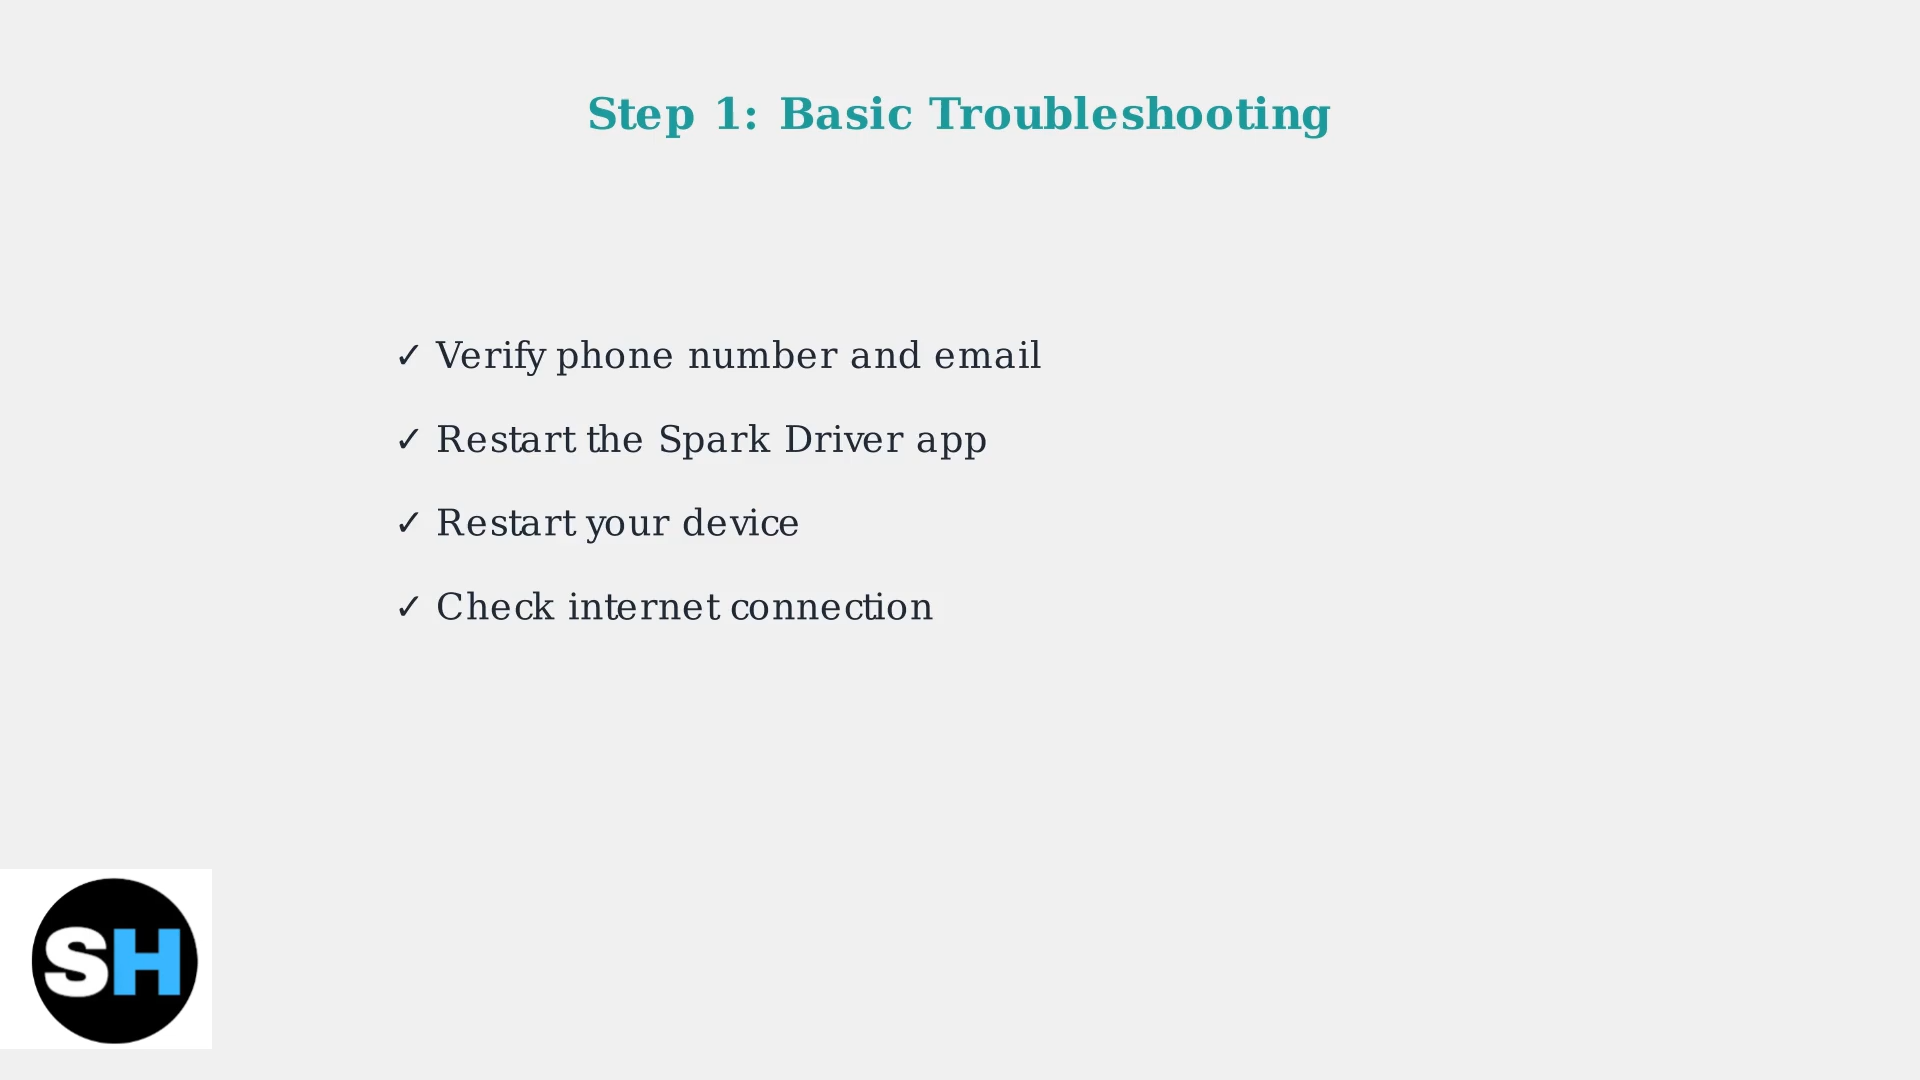 Step 1: Basic Troubleshooting
✓ Verify phone number and email
✓ Restart the Spark Driver app
✓ Restart your device
✓ Check internet connection
SH